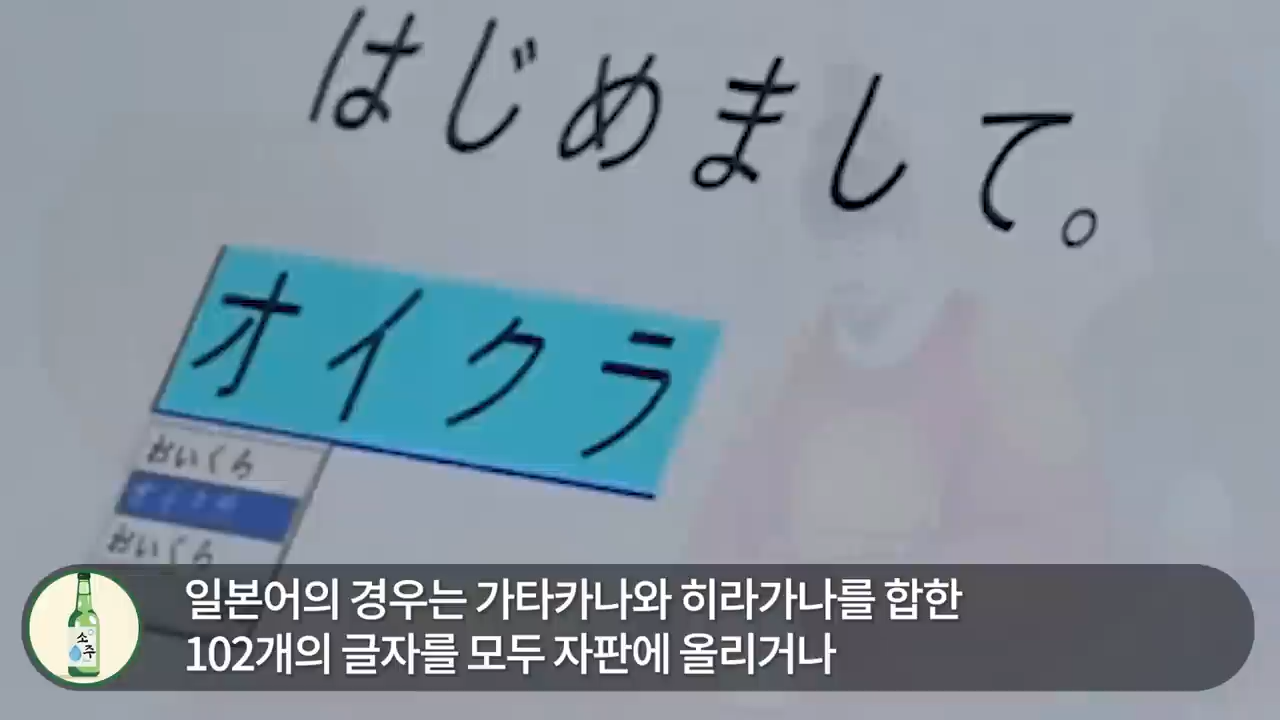 はじめまして。
オイクラ
おいくら
おいくら
소주
일본어의 경우는 가타카나와 히라가나를 합한
102개의 글자를 모두 자판에 올리거나